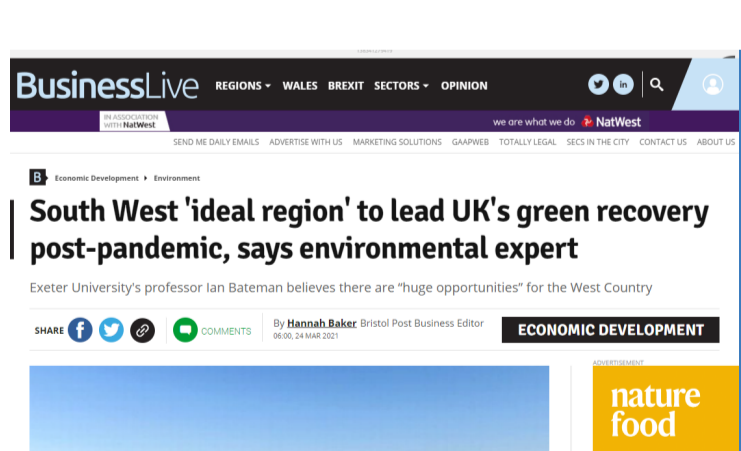 BusinessLive REGIONS WALES BREXIT SECTORS OPINION in
IN ASSOCIATION
WITH NatWest
we are what we do NatWest
SEND ME DAILY EMAILS ADVERTISE WITH US MARKETING SOLUTIONS GAAPWEB TOTALLY LEGAL SECS IN THE CITY CONTACT US ABOUT US
B Economic Development Environment
South West 'ideal region' to lead UK's green recovery
post-pandemic, says environmental expert
Exeter University's professor Ian Bateman believes there are “huge opportunities” for the West Country
SHARE f COMMENTS
By Hannah Baker Bristol Post Business Editor
06:00, 24 MAR 2021
ECONOMIC DEVELOPMENT
ADVERTISEMENT
nature
food